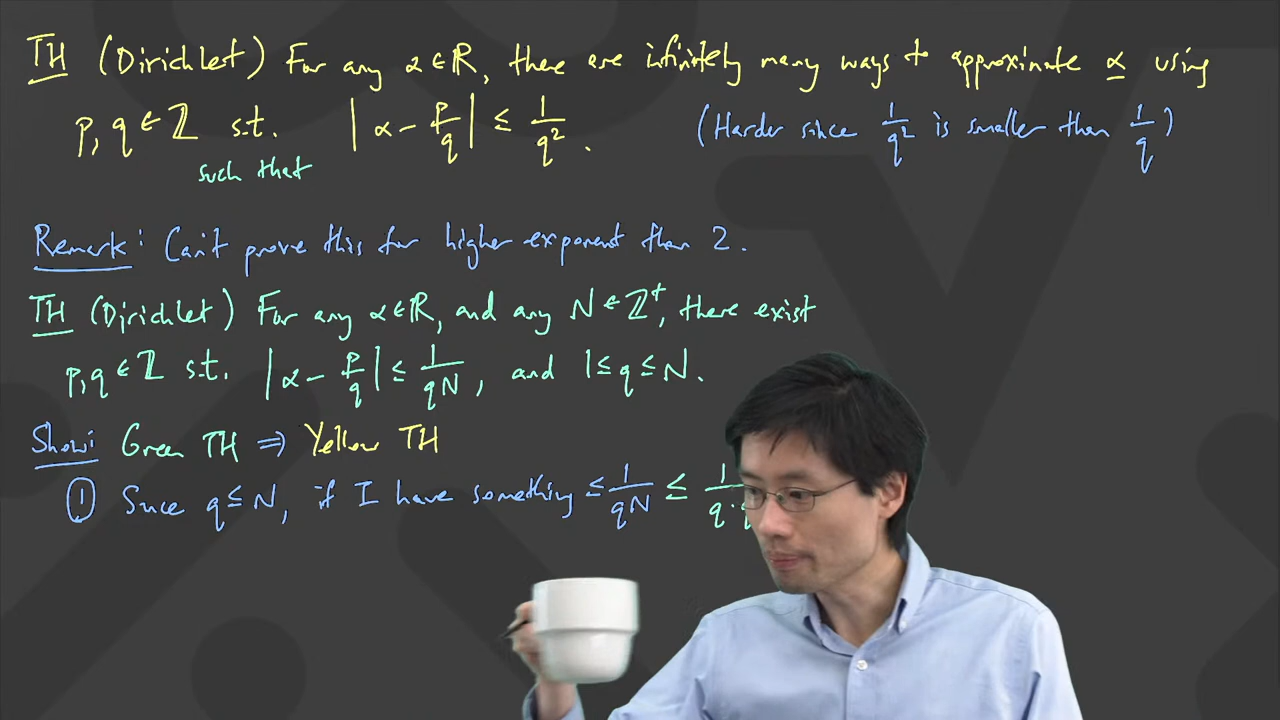 TH (Dirichlet) For any α∈ℝ, there are infinitely many ways to approximate α using
p, q ∈ ℤ s.t. |α - p/q| ≤ 1/q². (Harder since 1/q² is smaller than 1/q)
such that
Remark: Can't prove this for higher exponent than 2.
TH (Dirichlet) For any α∈ℝ, and any N∈ℤ⁺, there exist
p,q ∈ ℤ s.t. |α - p/q| ≤ 1/qN, and 1≤q≤N.
Show: Green TH ⇒ Yellow TH
① Since q≤N, if I have something ≤ 1/qN ≤ 1/q·q